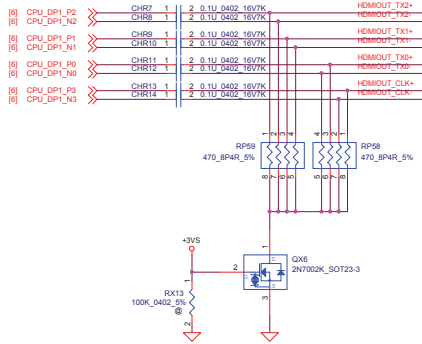 [6] CPU_DP1_P2 CHR7 1 2 0.1U_0402_16V7K HDMIOUT_TX2+
[6] CPU_DP1_N2 CHR8 1 2 0.1U_0402_16V7K HDMIOUT_TX2-
[6] CPU_DP1_P1 CHR9 1 2 0.1U_0402_16V7K HDMIOUT_TX1+
[6] CPU_DP1_N1 CHR10 1 2 0.1U_0402_16V7K HDMIOUT_TX1-
[6] CPU_DP1_P0 CHR11 1 2 0.1U_0402_16V7K HDMIOUT_TX0+
[6] CPU_DP1_N0 CHR12 1 2 0.1U_0402_16V7K HDMIOUT_TX0-
[6] CPU_DP1_P3 CHR13 1 2 0.1U_0402_16V7K HDMIOUT_CLK+
[6] CPU_DP1_N3 CHR14 1 2 0.1U_0402_16V7K HDMIOUT_CLK-
1 2 3 4 4 3 2 1
RP59 RP58
470_8P4R_5% 470_8P4R_5%
8 7 6 5 5 6 7 8
+3VS
1
D
QX6
2 G
2N7002K_SOT23-3
S
3
1
RX13
100K_0402_5%
@
2